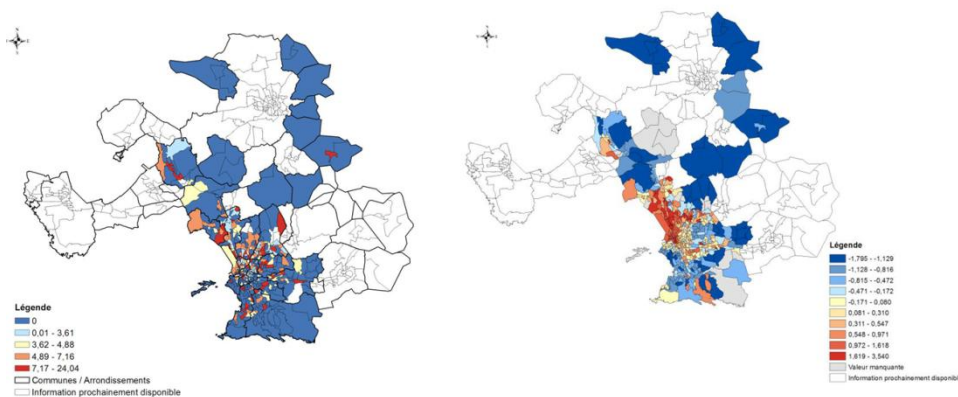 Légende
0
0,01 - 3,61
3,62 - 4,88
4,89 - 7,16
7,17 - 24,04
Communes / Arrondissements
Information prochainement disponible
Légende
-1,795 - -1,129
-1,128 - -0,816
-0,815 - -0,472
-0,471 - -0,172
-0,171 - 0,080
0,081 - 0,310
0,311 - 0,547
0,548 - 0,971
0,972 - 1,618
1,619 - 3,540
Valeur manquante
Information prochainement disponible